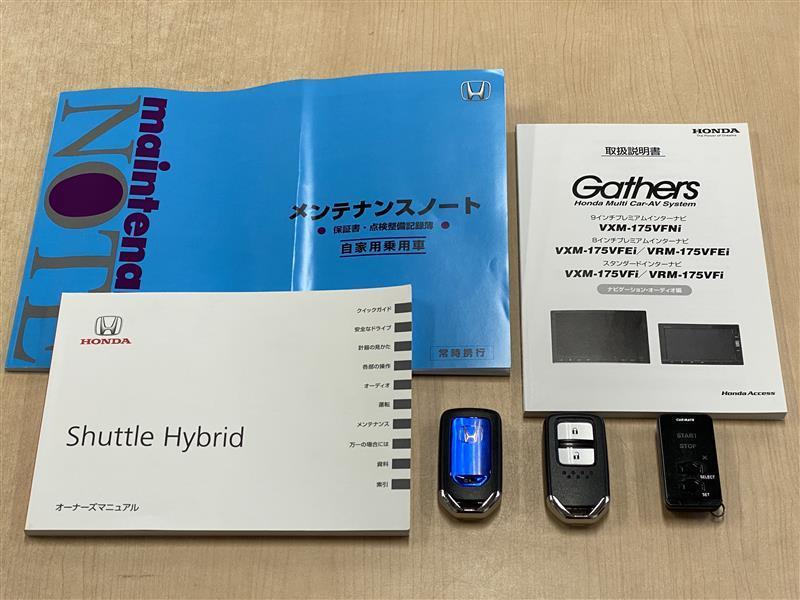 maintena
NOTE
メンテナンスノート
● 保証書・点検整備記録簿 ●
自家用乗用車
常時携行
HONDA
The Power of Dreams
取扱説明書
Gathers
Honda Multi Car-AV System
9インチプレミアムインターナビ
VXM-175VFNi
8インチプレミアムインターナビ
VXM-175VFEi/VRM-175VFEi
スタンダードインターナビ
VXM-175VFi/VRM-175VFi
ナビゲーション・オーディオ編
Honda Access
HONDA
Shuttle Hybrid
オーナーズマニュアル
クイックガイド
安全なドライブ
計器の見かた
各部の操作
オーディオ
運転
メンテナンス
万一の場合には
資料
索引
CAR MATE
START
STOP
SELECT
SET